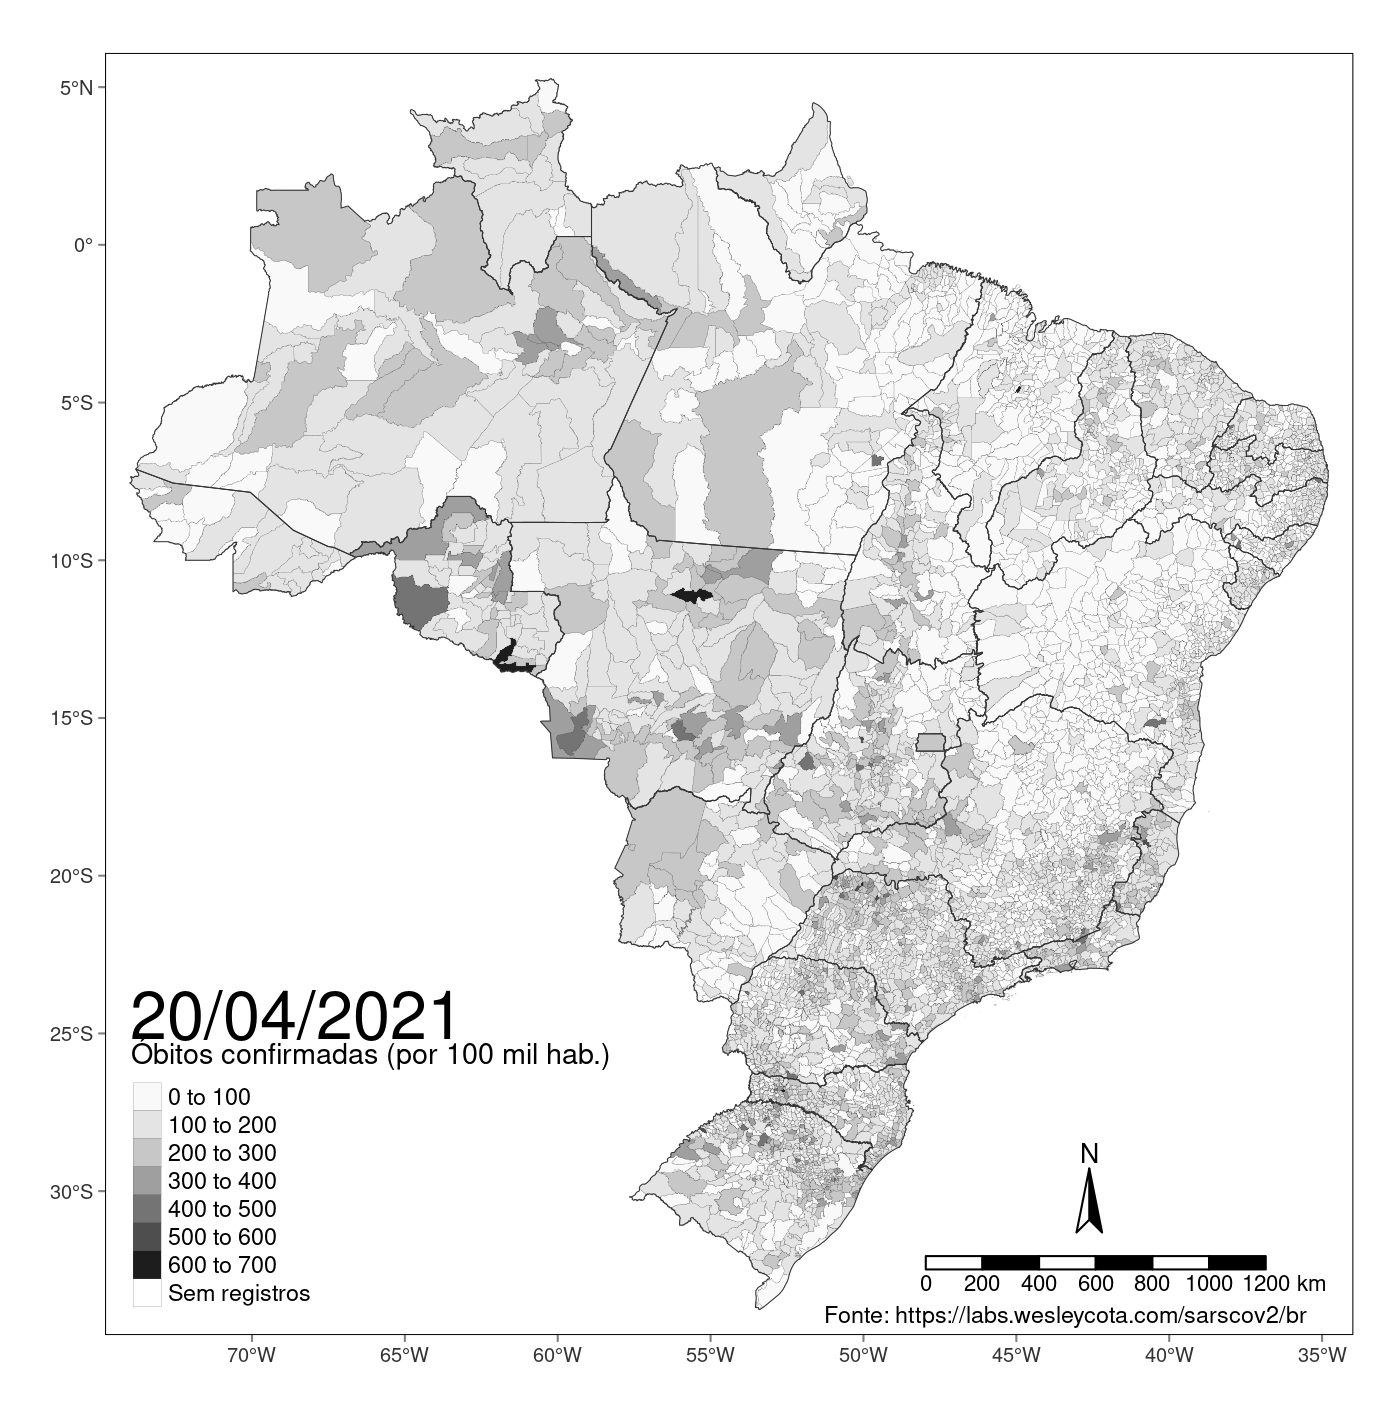 5°N
0°
5°S
10°S
15°S
20°S
25°S
30°S
20/04/2021
Óbitos confirmadas (por 100 mil hab.)
0 to 100
100 to 200
200 to 300
300 to 400
400 to 500
500 to 600
600 to 700
Sem registros
N
0 200 400 600 800 1000 1200 km
Fonte: https://labs.wesleycota.com/sarscov2/br
70°W 65°W 60°W 55°W 50°W 45°W 40°W 35°W